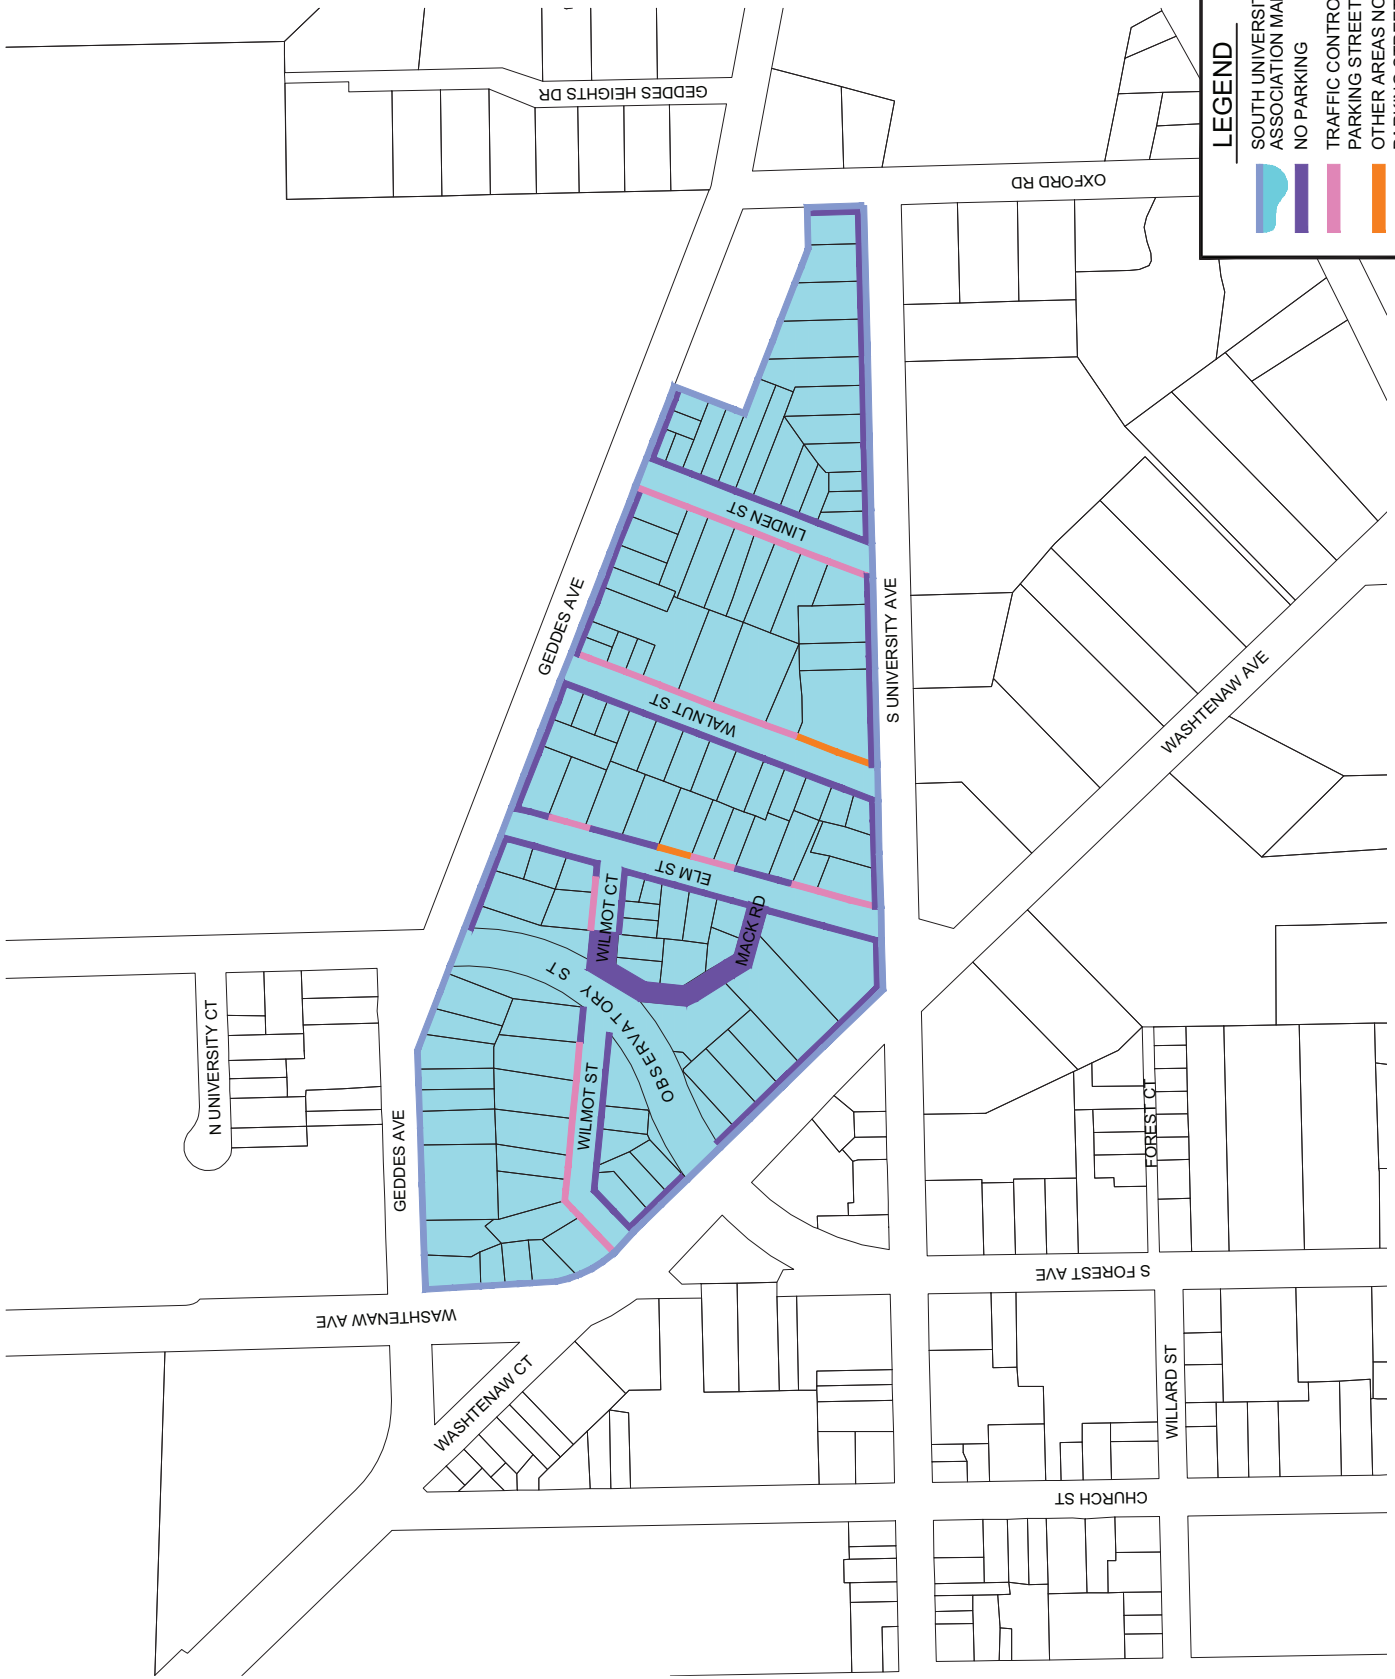 GEDDES HEIGHTS DR
OXFORD RD
LEGEND
SOUTH UNIVERSIT
ASSOCIATION MA
NO PARKING
TRAFFIC CONTRO
PARKING STREET
OTHER AREAS NO
LINDEN ST
GEDDES AVE
S UNIVERSITY AVE
WALNUT ST
WASHTENAW AVE
ELM ST
WILMOT CT
MACK RD
OBSERVATORY ST
N UNIVERSITY CT
WILMOT ST
GEDDES AVE
FOREST CT
S FOREST AVE
WASHTENAW AVE
WASHTENAW CT
WILLARD ST
CHURCH ST